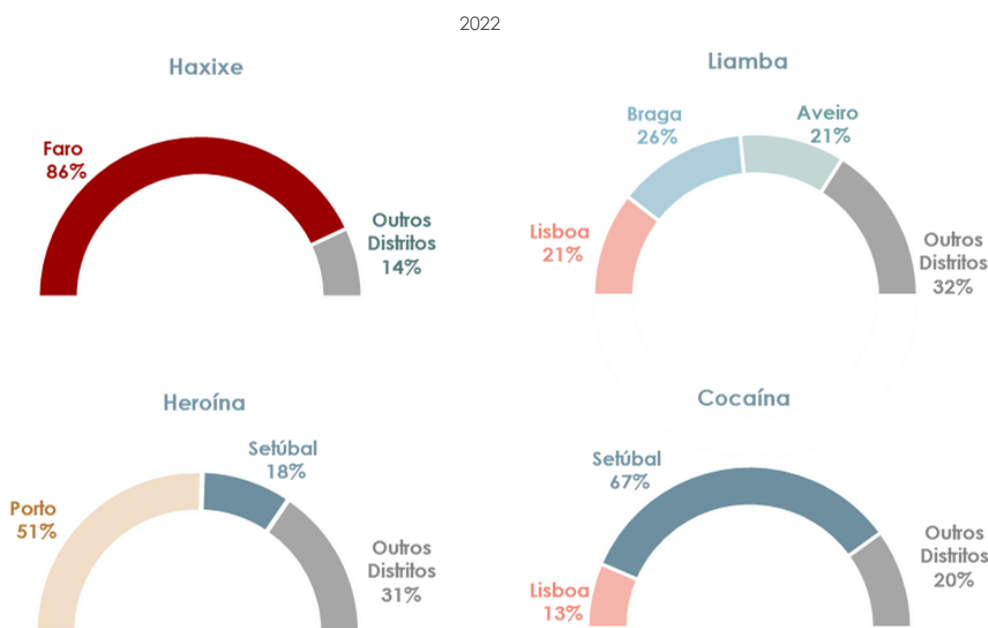 2022
Haxixe
Faro
86%
Outros
Distritos
14%
Liamba
Lisboa
21%
Braga
26%
Aveiro
21%
Outros
Distritos
32%
Heroína
Porto
51%
Setúbal
18%
Outros
Distritos
31%
Cocaína
Lisboa
13%
Setúbal
67%
Outros
Distritos
20%